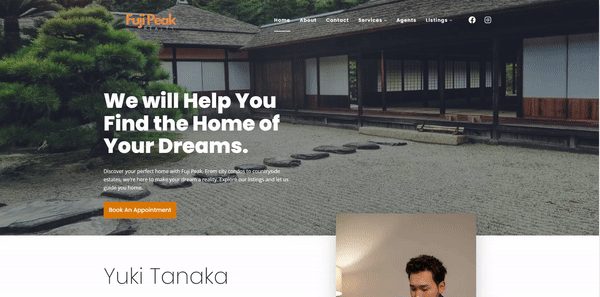 Fuji Peak
REALTY
Home
About
Contact
Services
Agents
Listings
We will Help You
Find the Home of
Your Dreams.
Discover your perfect home with Fuji Peak. From city condos to countryside
estates, we're here to make your dream a reality. Explore our listings and let us
guide you home.
Book An Appointment
Yuki Tanaka